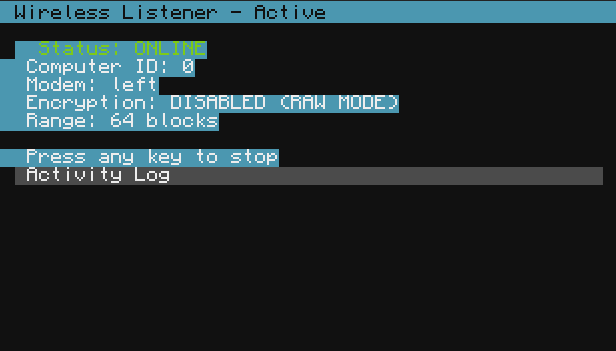 Wireless Listener - Active
Status: ONLINE
Computer ID: 0
Modem: left
Encryption: DISABLED (RAW MODE)
Range: 64 blocks
Press any key to stop
Activity Log